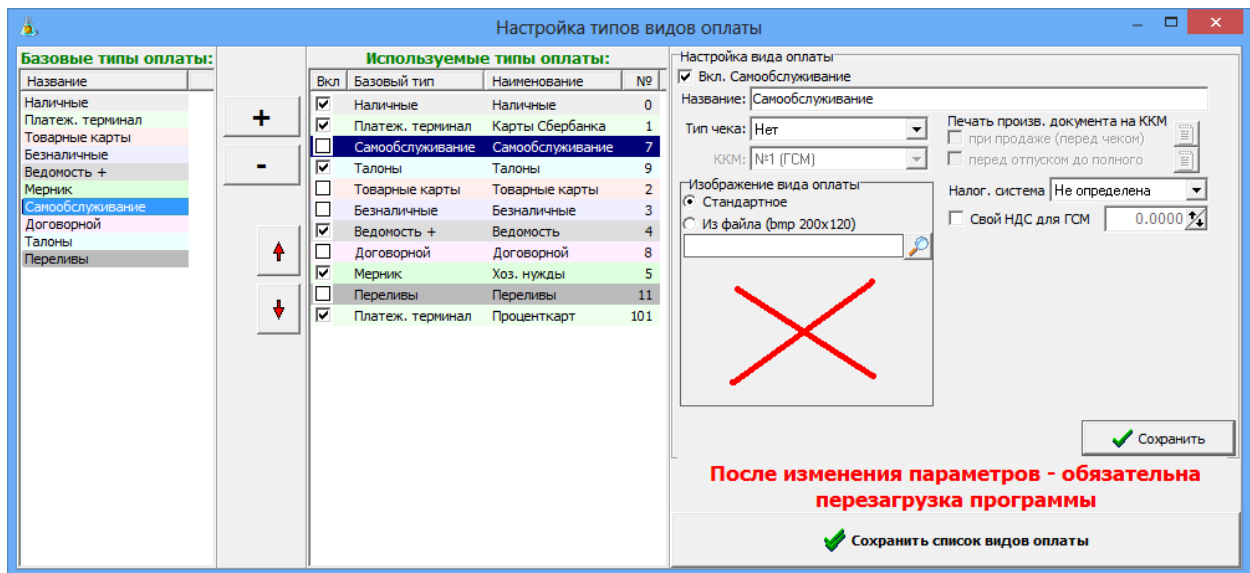 Настройка типов видов оплаты
Базовые типы оплаты:
Название
Наличные
Платеж. терминал
Товарные карты
Безналичные
Ведомость +
Мерник
Самообслуживание
Договорной
Талоны
Переливы
+
-
Используемые типы оплаты:
Вкл Базовый тип Наименование №
Наличные Наличные 0
Платеж. терминал Карты Сбербанка 1
Самообслуживание Самообслуживание 7
Талоны Талоны 9
Товарные карты Товарные карты 2
Безналичные Безналичные 3
Ведомость + Ведомость 4
Договорной Договорной 8
Мерник Хоз. нужды 5
Переливы Переливы 11
Платеж. терминал Проценткарт 101
Настройка вида оплаты
Вкл. Самообслуживание
Название: Самообслуживание
Тип чека: Нет
ККМ: №1 (ГСМ)
Печать произв. документа на ККМ
при продаже (перед чеком)
перед отпуском до полного
Изображение вида оплаты
Стандартное
Из файла (bmp 200x120)
Налог. система Не определена
Свой НДС для ГСМ 0.0000
Сохранить
После изменения параметров - обязательна
перезагрузка программы
Сохранить список видов оплаты